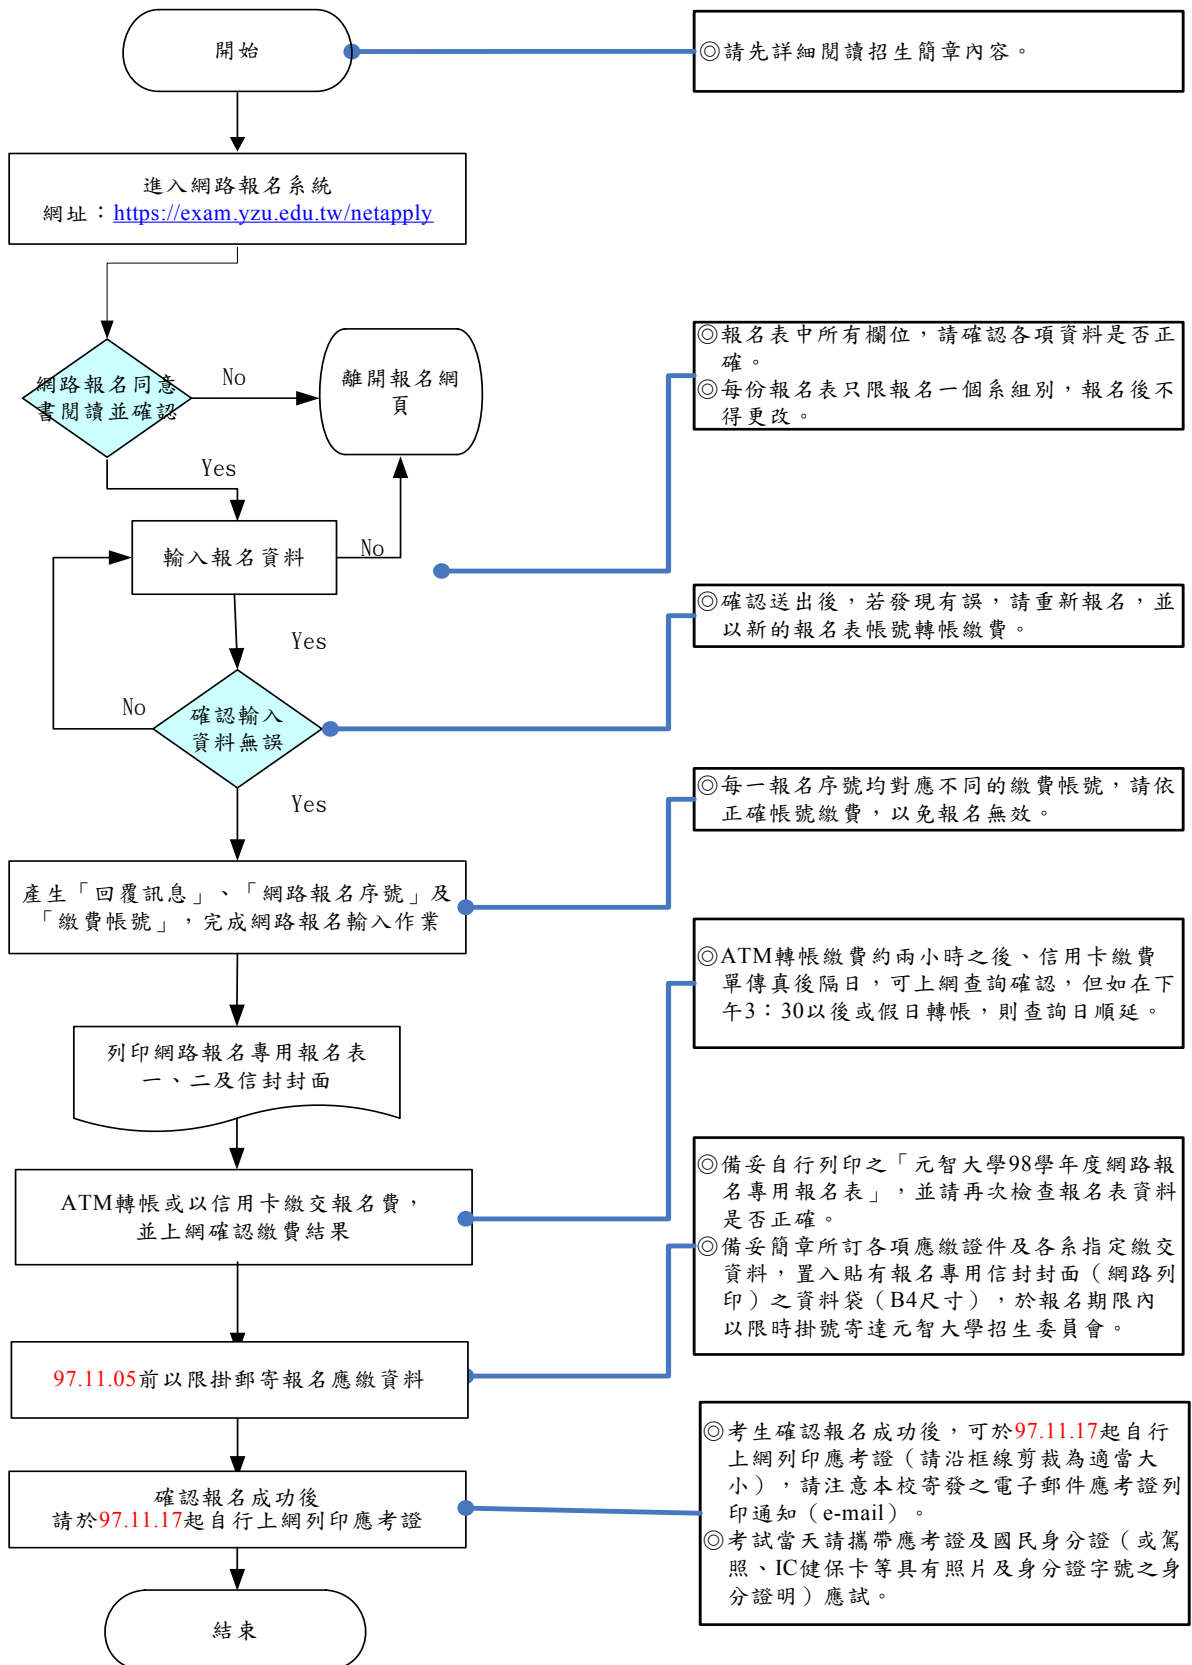 開始
◎請先詳細閱讀招生簡章內容。
進入網路報名系統
網址：https://exam.yzu.edu.tw/netapply
網路報名同意
書閱讀並確認
No
離開報名網
頁
◎報名表中所有欄位，請確認各項資料是否正
確。
◎每份報名表只限報名一個系組別，報名後不
得更改。
Yes
輸入報名資料
No
◎確認送出後，若發現有誤，請重新報名，並
以新的報名表帳號轉帳繳費。
Yes
No
確認輸入
資料無誤
◎每一報名序號均對應不同的繳費帳號，請依
正確帳號繳費，以免報名無效。
Yes
產生「回覆訊息」、「網路報名序號」及
「繳費帳號」，完成網路報名輸入作業
◎ATM轉帳繳費約兩小時之後、信用卡繳費
單傳真後隔日，可上網查詢確認，但如在下
午3：30以後或假日轉帳，則查詢日順延。
列印網路報名專用報名表
一、二及信封封面
ATM轉帳或以信用卡繳交報名費，
並上網確認繳費結果
◎備妥自行列印之「元智大學98學年度網路報
名專用報名表」，並請再次檢查報名表資料
是否正確。
◎備妥簡章所訂各項應繳證件及各系指定繳交
資料，置入貼有報名專用信封封面（網路列
印）之資料袋（B4尺寸），於報名期限內
以限時掛號寄達元智大學招生委員會。
97.11.05前以限掛郵寄報名應繳資料
◎考生確認報名成功後，可於97.11.17起自行
上網列印應考證（請沿框線剪裁為適當大
小），請注意本校寄發之電子郵件應考證列
印通知（e-mail）。
◎考試當天請攜帶應考證及國民身分證（或駕
照、IC健保卡等具有照片及身分證字號之身
分證明）應試。
確認報名成功後
請於97.11.17起自行上網列印應考證
結束